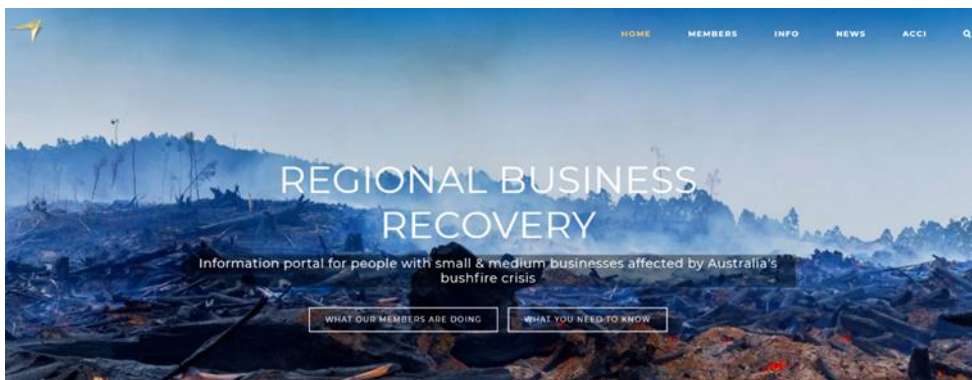 HOME MEMBERS INFO NEWS ACCI
REGIONAL BUSINESS
RECOVERY
Information portal for people with small & medium businesses affected by Australia's
bushfire crisis
WHAT OUR MEMBERS ARE DOING WHAT YOU NEED TO KNOW